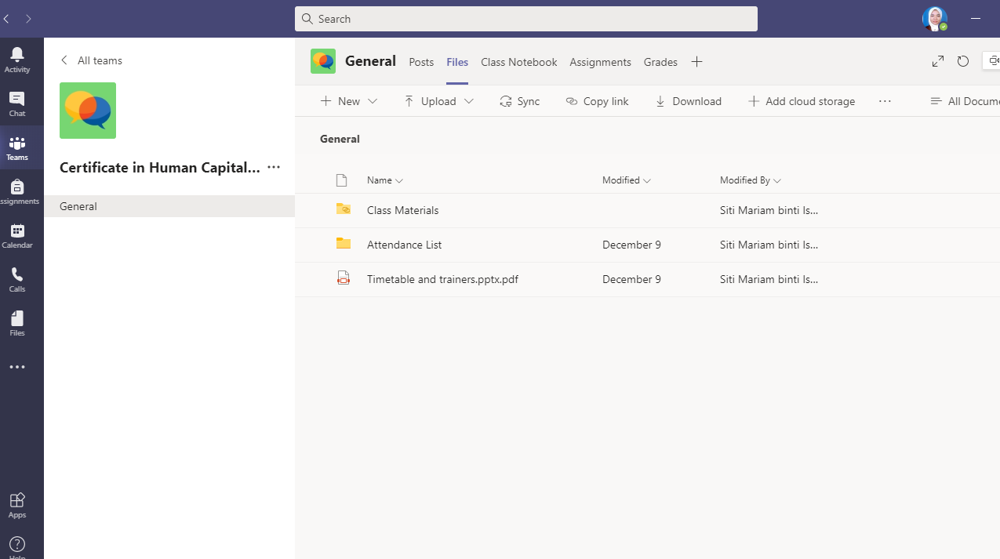 Search
Activity
Chat
Teams
ssignments
Calendar
Calls
Files
Apps
Help
All teams
Certificate in Human Capital...
General
General Posts Files Class Notebook Assignments Grades
New Upload Sync Copy link Download Add cloud storage All Docume
General
Name Modified Modified By
Class Materials Siti Mariam binti Is...
Attendance List December 9 Siti Mariam binti Is...
Timetable and trainers.pptx.pdf December 9 Siti Mariam binti Is...